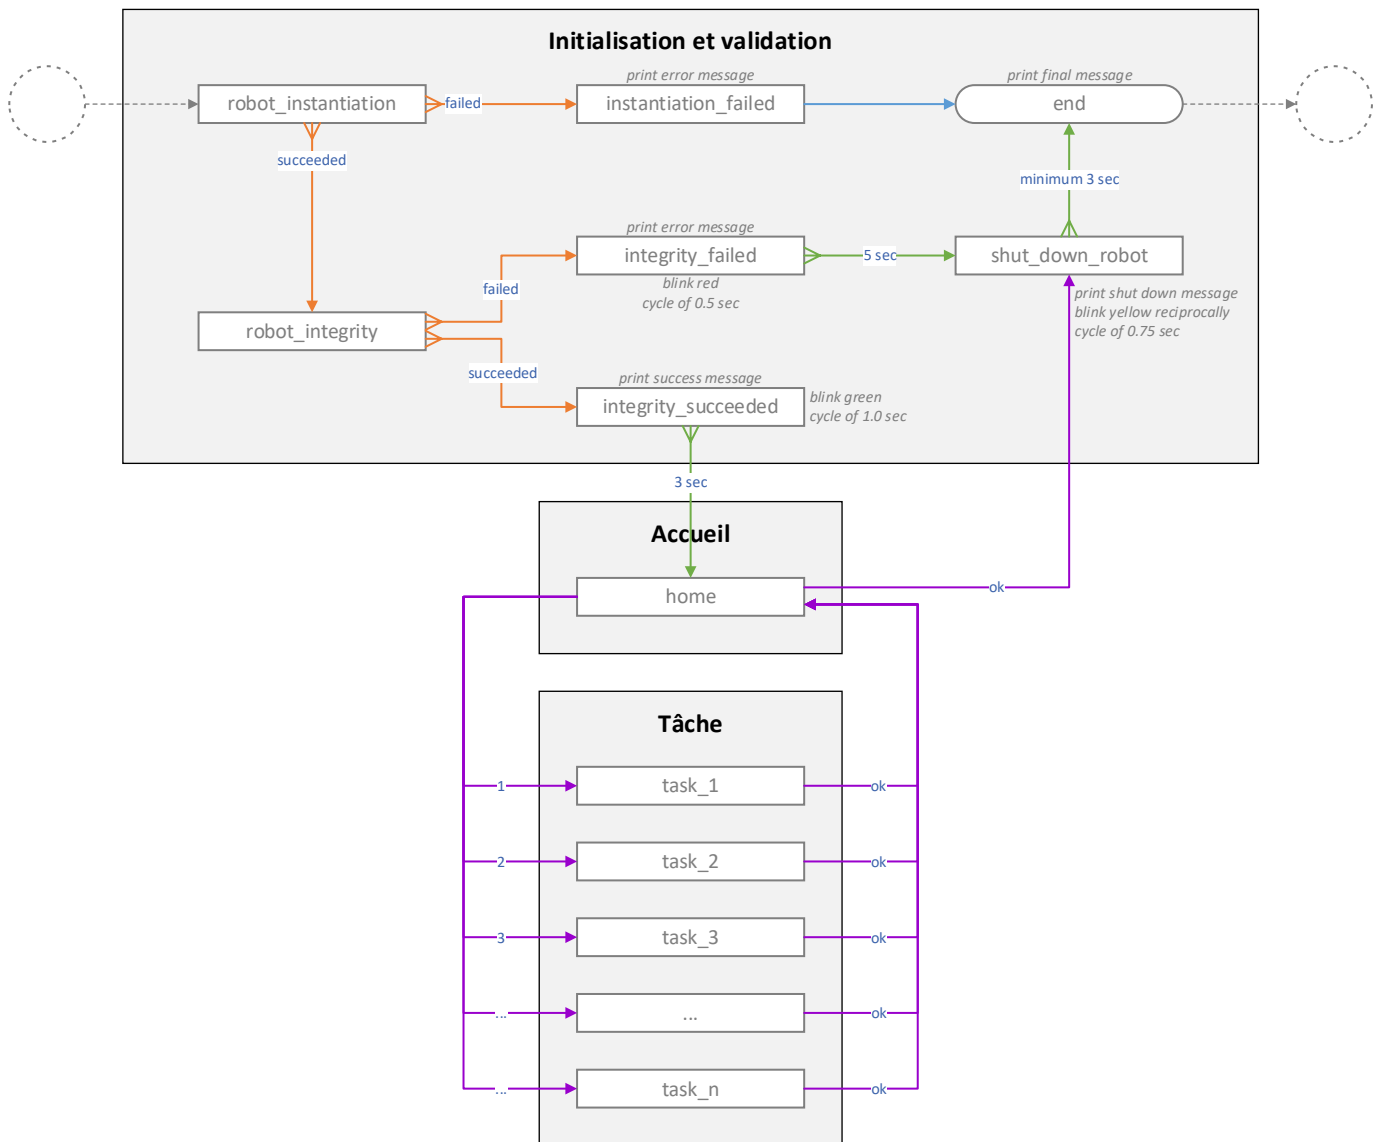 Initialisation et validation
print error message
print final message
robot_instantiation
failed
instantiation_failed
end
succeeded
minimum 3 sec
print error message
integrity_failed
5 sec
shut_down_robot
blink red
cycle of 0.5 sec
failed
print shut down message
blink yellow reciprocally
cycle of 0.75 sec
robot_integrity
succeeded
print success message
integrity_succeeded
blink green
cycle of 1.0 sec
3 sec
Accueil
home
ok
Tâche
1
task_1
ok
2
task_2
ok
3
task_3
ok
...
...
ok
...
task_n
ok